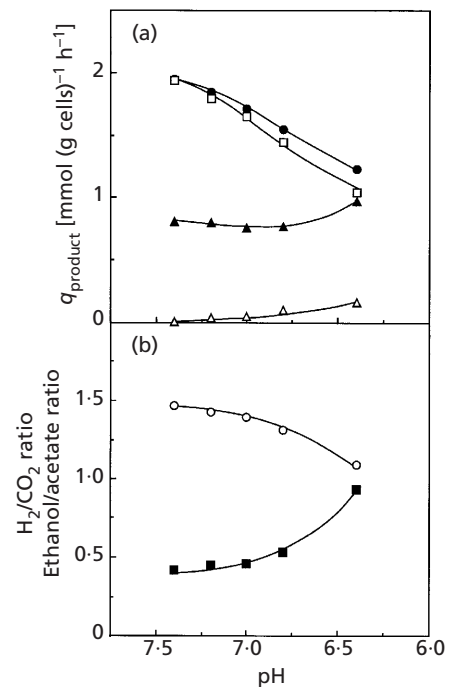 (a)
2
1
0
q product [mmol (g cells)⁻¹ h⁻¹]
(b)
1·5
1·0
0·5
0
H₂/CO₂ ratio
Ethanol/acetate ratio
7·5 7·0 6·5 6·0
pH